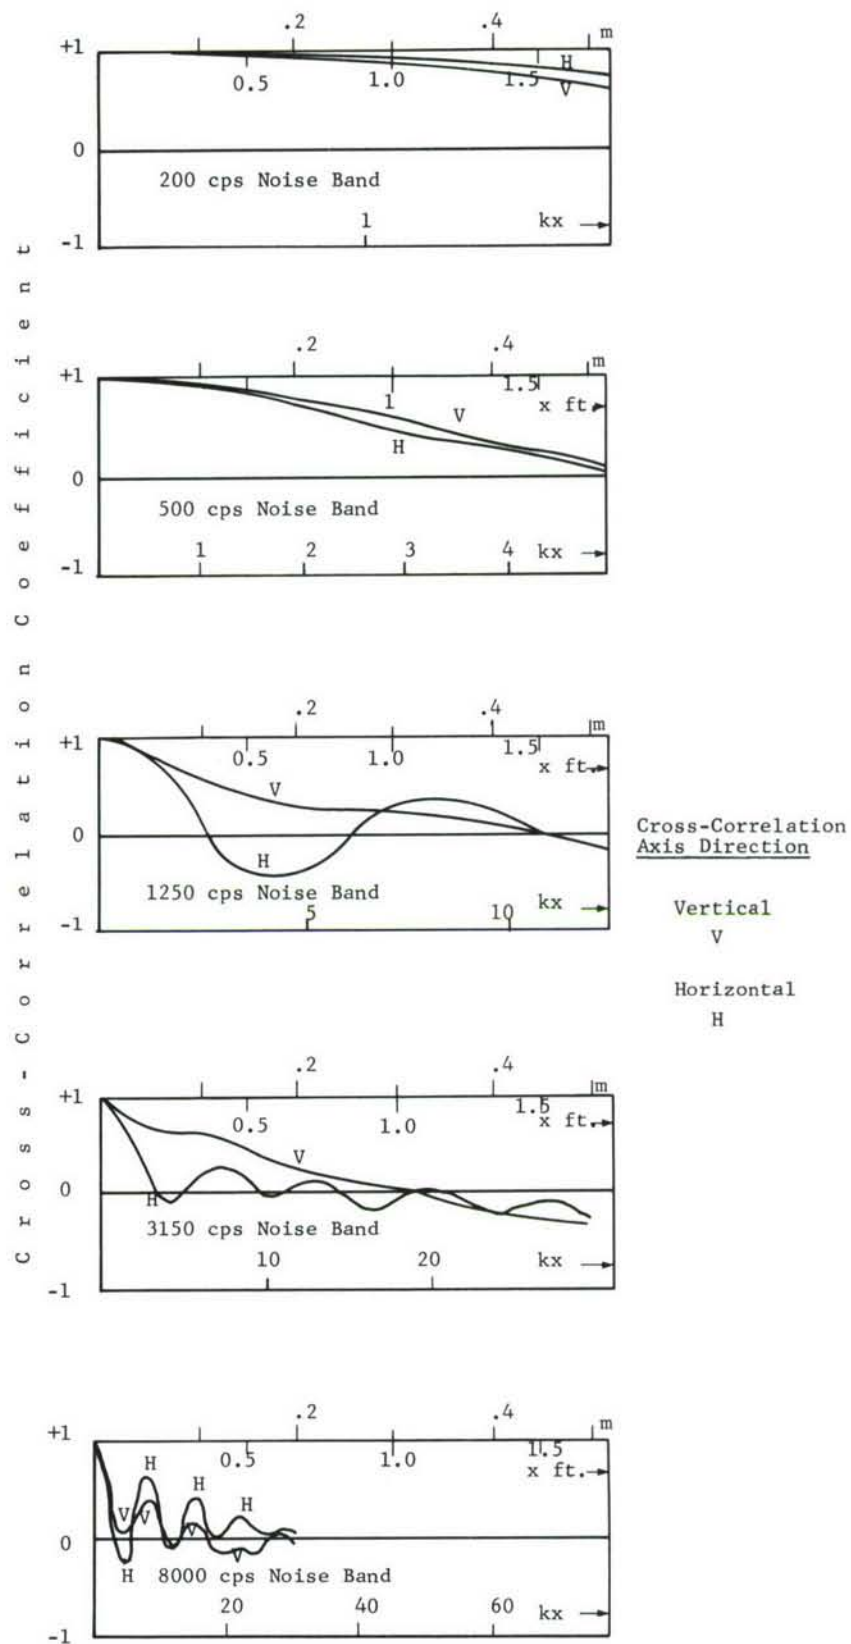 Cross-Correlation Coefficient
.2 .4 m
+1
0.5 1.0 1.5 H
V
0
200 cps Noise Band
1 kx
-1
.2 .4 m
+1
1 1.5
x ft.
V
H
0
500 cps Noise Band
1 2 3 4 kx
-1
.2 .4 m
+1
0.5 1.0 1.5
x ft.
V
0
H
1250 cps Noise Band
5 10 kx
-1
Cross-Correlation
Axis Direction
Vertical
V
Horizontal
H
.2 .4 m
+1
0.5 1.0 1.5
x ft.
V
0
H
3150 cps Noise Band
10 20 kx
-1
.2 .4 m
+1
0.5 1.0 1.5
x ft.
H
H
H
V V
V
0
V
H 8000 cps Noise Band
20 40 60 kx
-1